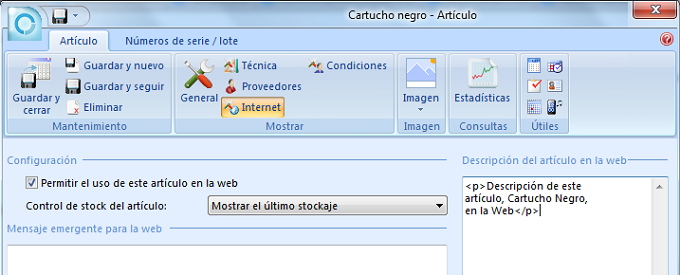 Cartucho negro - Artículo
Artículo Números de serie / lote
Guardar y cerrar
Guardar y nuevo
Guardar y seguir
Eliminar
Mantenimiento
General
Técnica
Proveedores
Internet
Condiciones
Mostrar
Imagen
Imagen
Estadísticas
Consultas
Útiles
Configuración
Permitir el uso de este artículo en la web
Control de stock del artículo: Mostrar el último stockaje
Mensaje emergente para la web
Descripción del artículo en la web
<p>Descripción de este
artículo, Cartucho Negro,
en la Web</p>